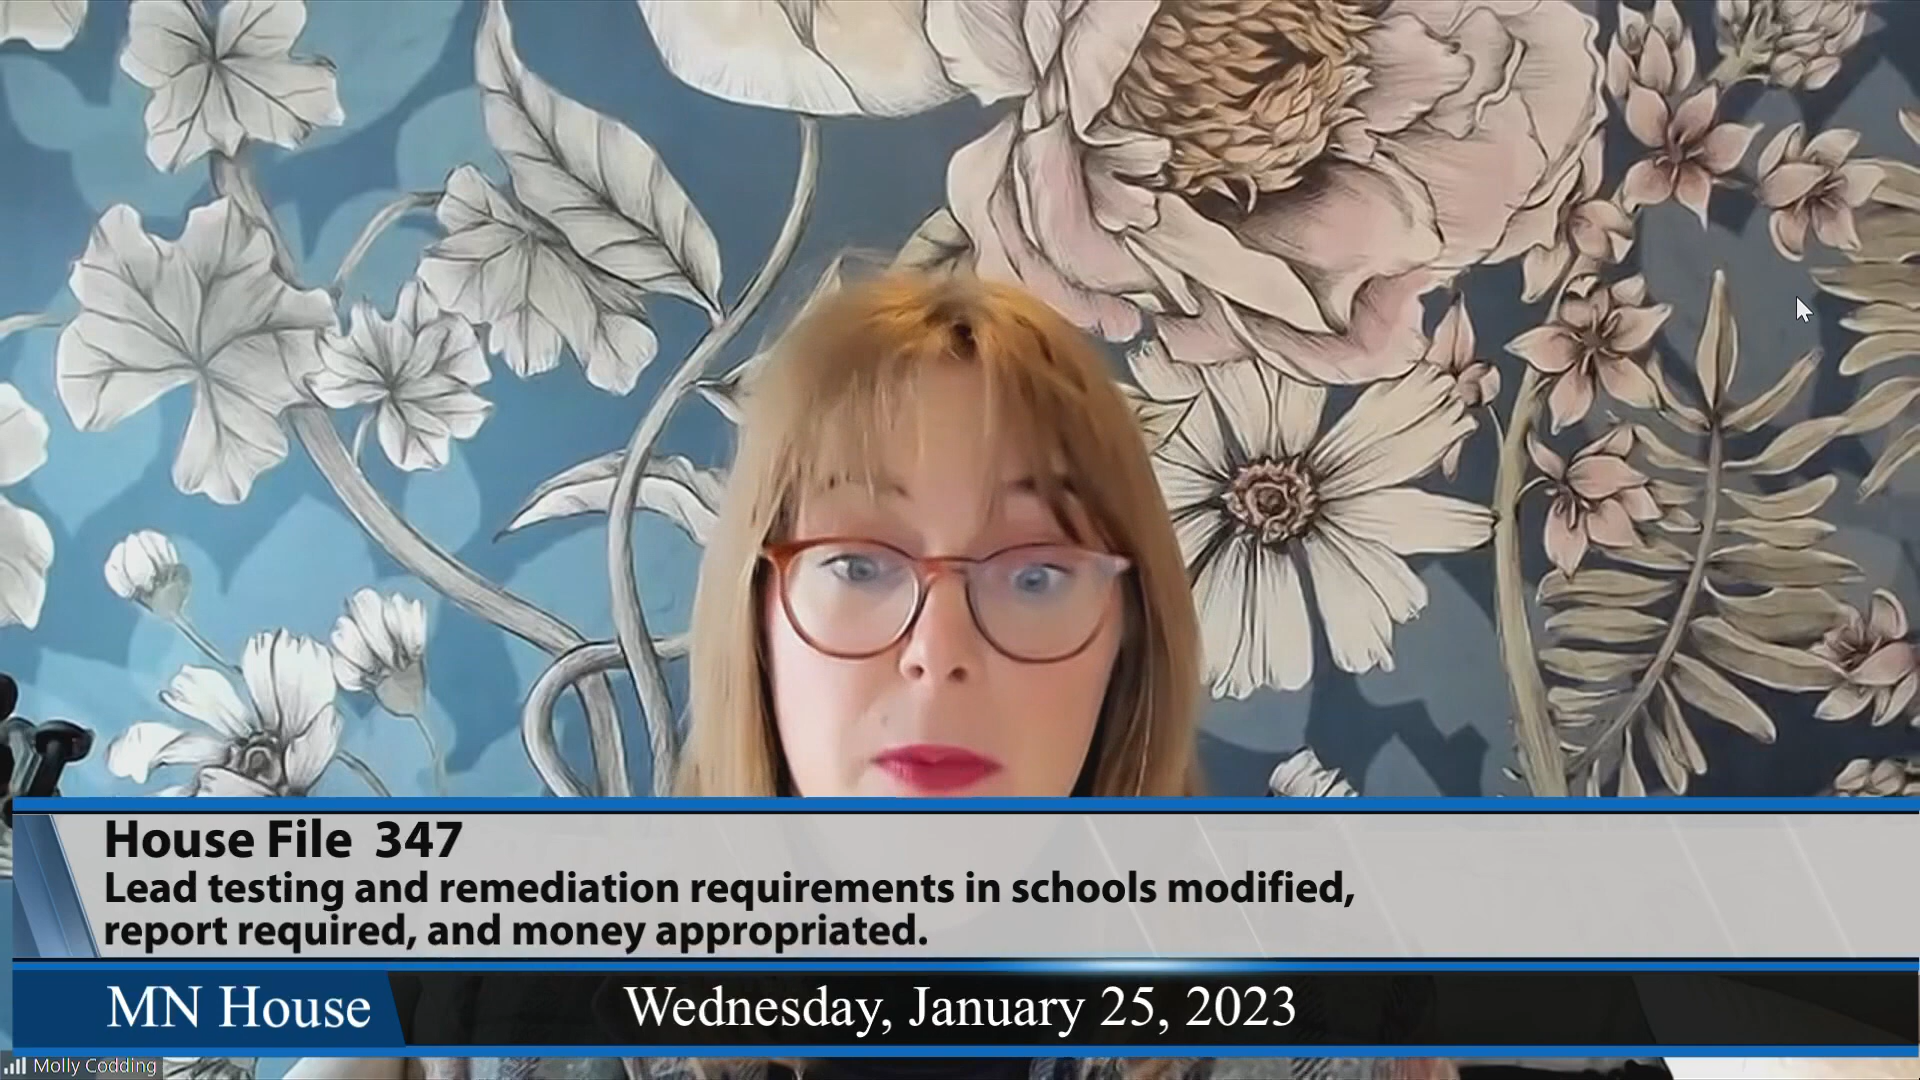 House File 347
Lead testing and remediation requirements in schools modified,
report required, and money appropriated.
MN House
Wednesday, January 25, 2023
Molly Codding